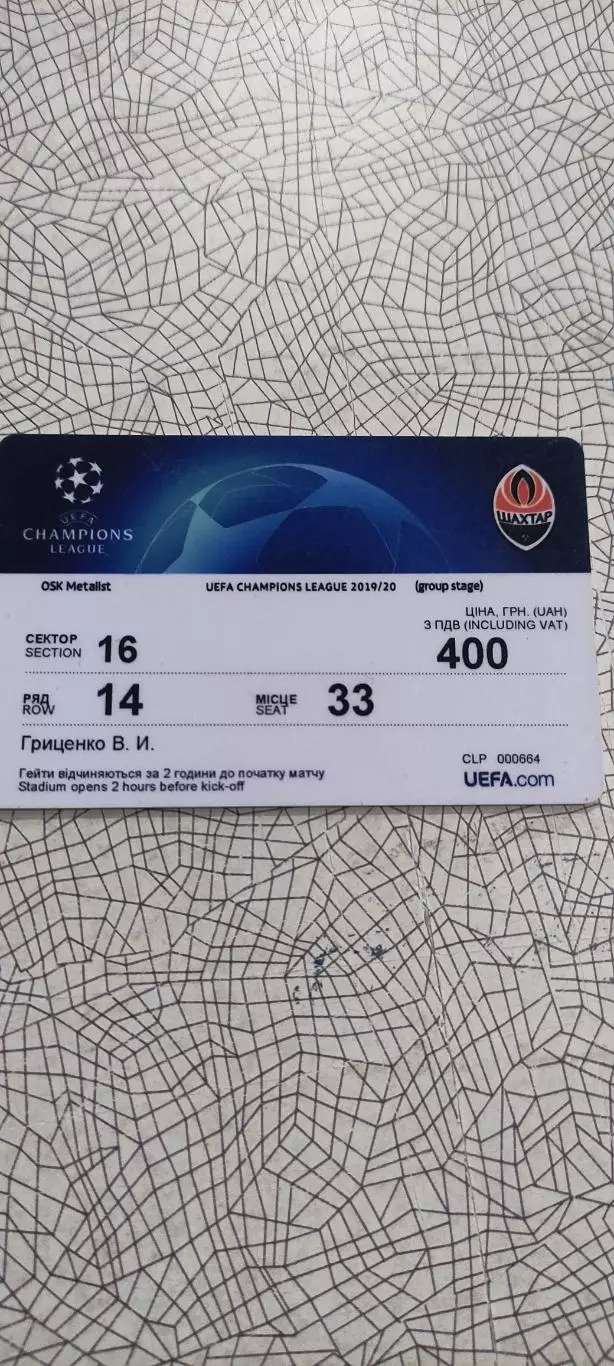 UEFA
CHAMPIONS
LEAGUE
ШАХТАР
OSK Metalist UEFA CHAMPIONS LEAGUE 2019/20 (group stage)
ЦІНА, ГРН. (UAH)
З ПДВ (INCLUDING VAT)
СЕКТОР
SECTION 16
400
РЯД
ROW 14
МІСЦЕ
SEAT 33
Гриценко В. И.
CLP 000664
Гейти відчиняються за 2 години до початку матчу
Stadium opens 2 hours before kick-off
UEFA.com